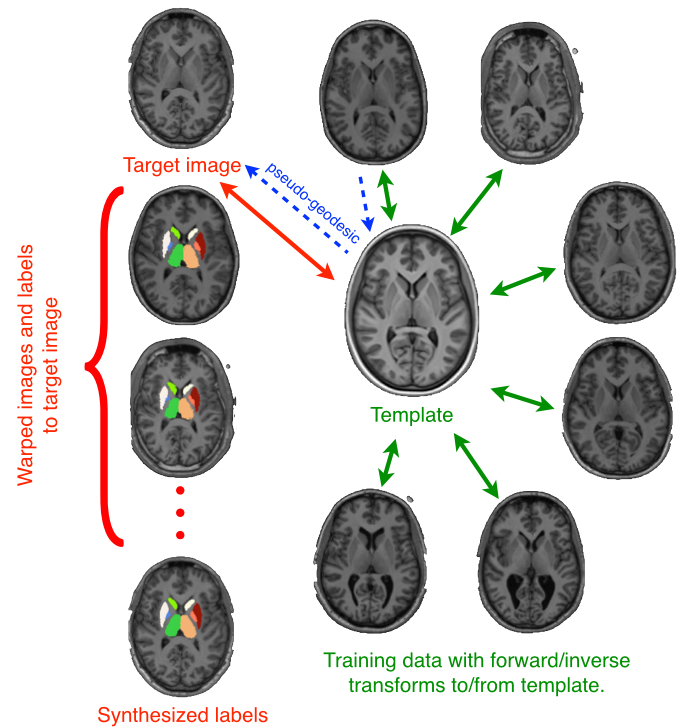 Target image
pseudo-geodesic
Warped images and labels
to target image
Template
Training data with forward/inverse
transforms to/from template.
Synthesized labels